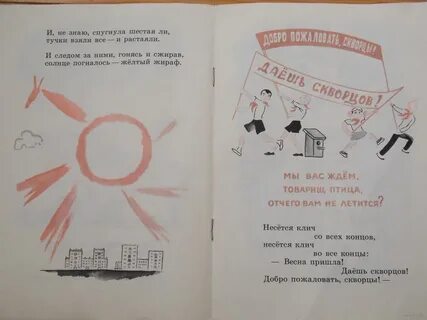 И, не знаю, спугнула шестая ли,
тучки взяли все — и растаяли.
И следом за ними, гонясь и сжирав,
солнце погналось — жёлтый жираф.
ДОБРО ПОЖАЛОВАТЬ, СКВОРЦЫ!
ДАЁШЬ СКВОРЦОВ!
МЫ ВАС ЖДЕМ,
ТОВАРИЩ ПТИЦА,
ОТЧЕГО ВАМ НЕ ЛЕТИТСЯ?
Несётся клич
со всех концов,
несётся клич
во все концы:
— Весна пришла!
Даёшь скворцов!
Добро пожаловать, скворцы! —